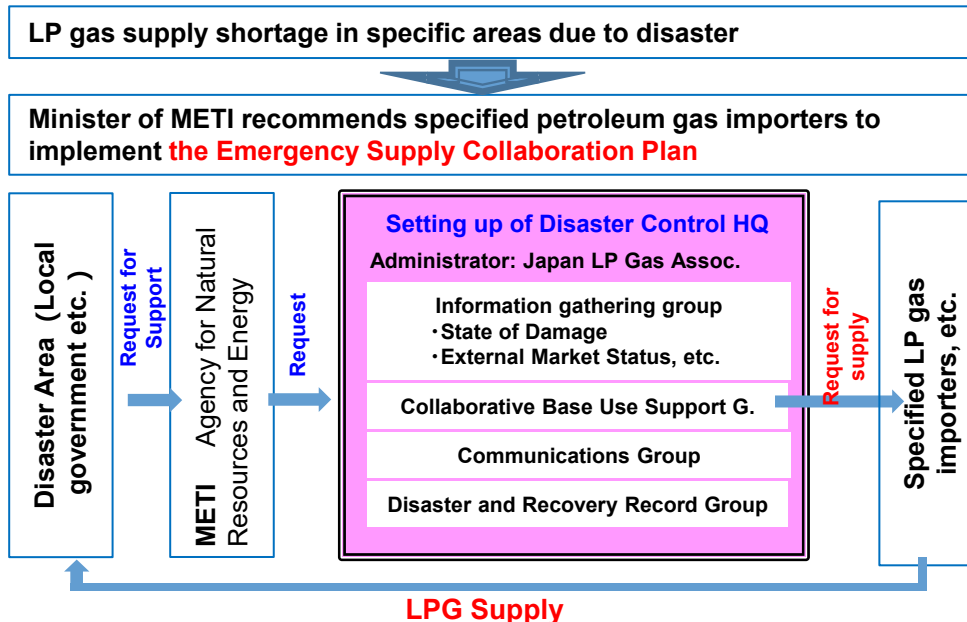 LP gas supply shortage in specific areas due to disaster
Minister of METI recommends specified petroleum gas importers to
implement the Emergency Supply Collaboration Plan
Disaster Area (Local
government etc. )
Request for
Support
METI Agency for Natural
Resources and Energy
Request
Setting up of Disaster Control HQ
Administrator: Japan LP Gas Assoc.
Information gathering group
・State of Damage
・External Market Status, etc.
Collaborative Base Use Support G.
Communications Group
Disaster and Recovery Record Group
Request for
supply
Specified LP gas
importers, etc.
LPG Supply